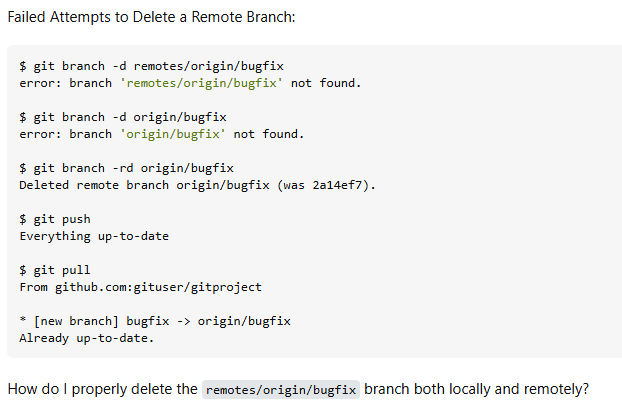 Failed Attempts to Delete a Remote Branch:
$ git branch -d remotes/origin/bugfix
error: branch 'remotes/origin/bugfix' not found.
$ git branch -d origin/bugfix
error: branch 'origin/bugfix' not found.
$ git branch -rd origin/bugfix
Deleted remote branch origin/bugfix (was 2a14ef7).
$ git push
Everything up-to-date
$ git pull
From github.com:gituser/gitproject
* [new branch] bugfix -> origin/bugfix
Already up-to-date.
How do I properly delete the remotes/origin/bugfix branch both locally and remotely?